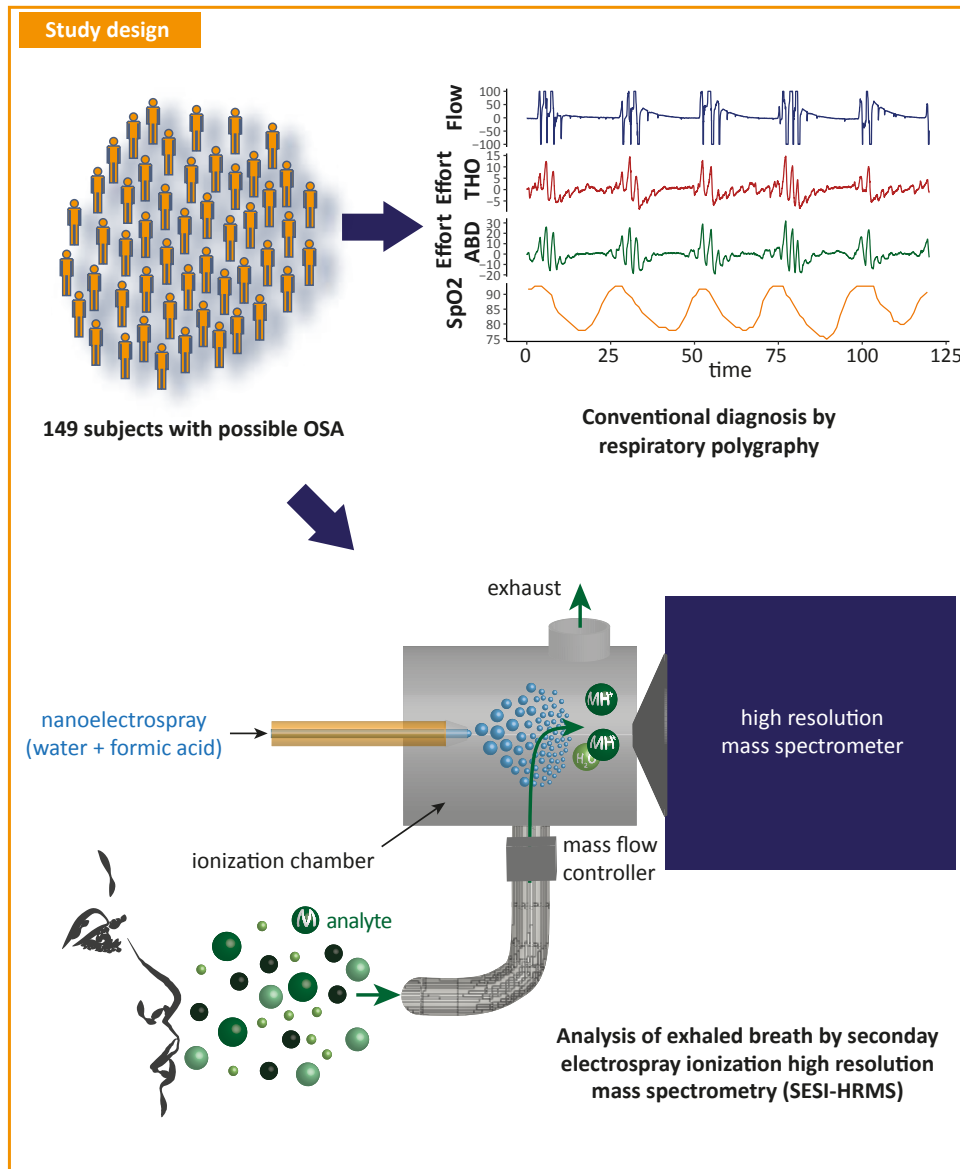 Study design
Flow
100
50
0
−50
−100
Effort
THO
15
10
5
0
−5
Effort
ABD
30
20
10
0
−10
−20
SpO2
90
85
80
75
0
25
50
75
100
125
time
149 subjects with possible OSA
Conventional diagnosis by
respiratory polygraphy
exhaust
nanoelectrospray
(water + formic acid)
MH+
MH+
H2O
high resolution
mass spectrometer
ionization chamber
mass flow
controller
M analyte
Analysis of exhaled breath by seconday
electrospray ionization high resolution
mass spectrometry (SESI-HRMS)